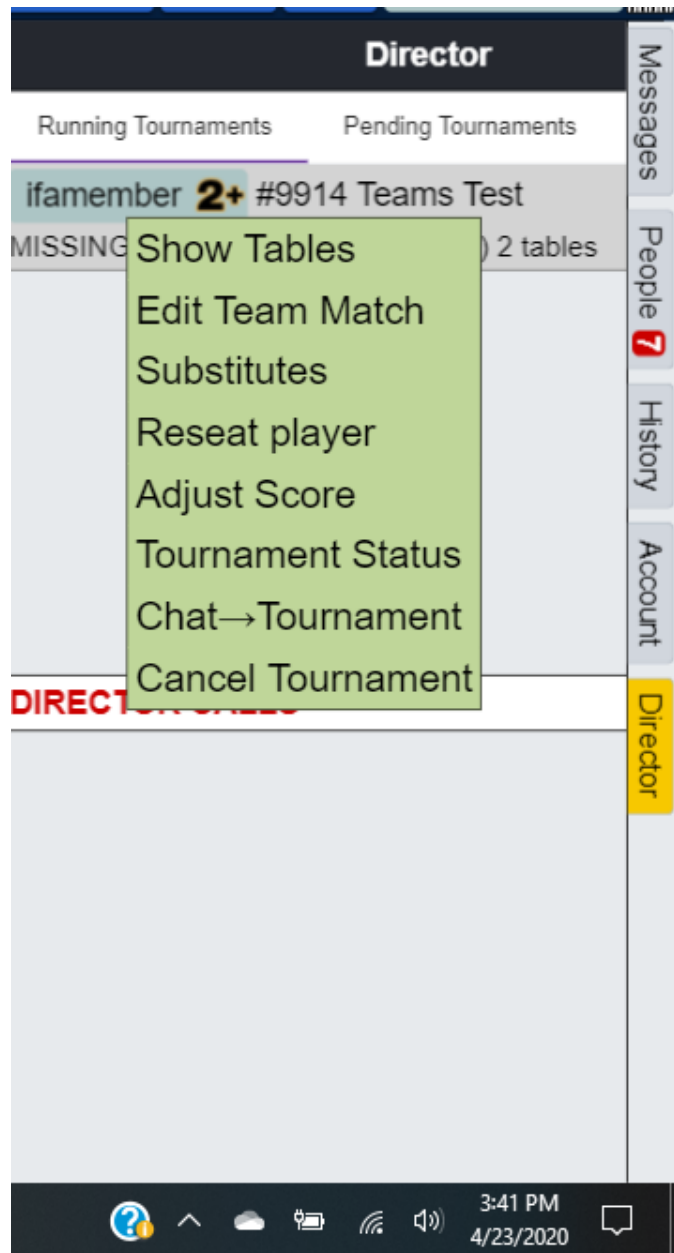 Director
Running Tournaments Pending Tournaments
ifamember 2+ #9914 Teams Test
MISSING ) 2 tables
Show Tables
Edit Team Match
Substitutes
Reseat player
Adjust Score
Tournament Status
Chat→Tournament
Cancel Tournament
Messages
People 7
History
Account
Director
3:41 PM
4/23/2020